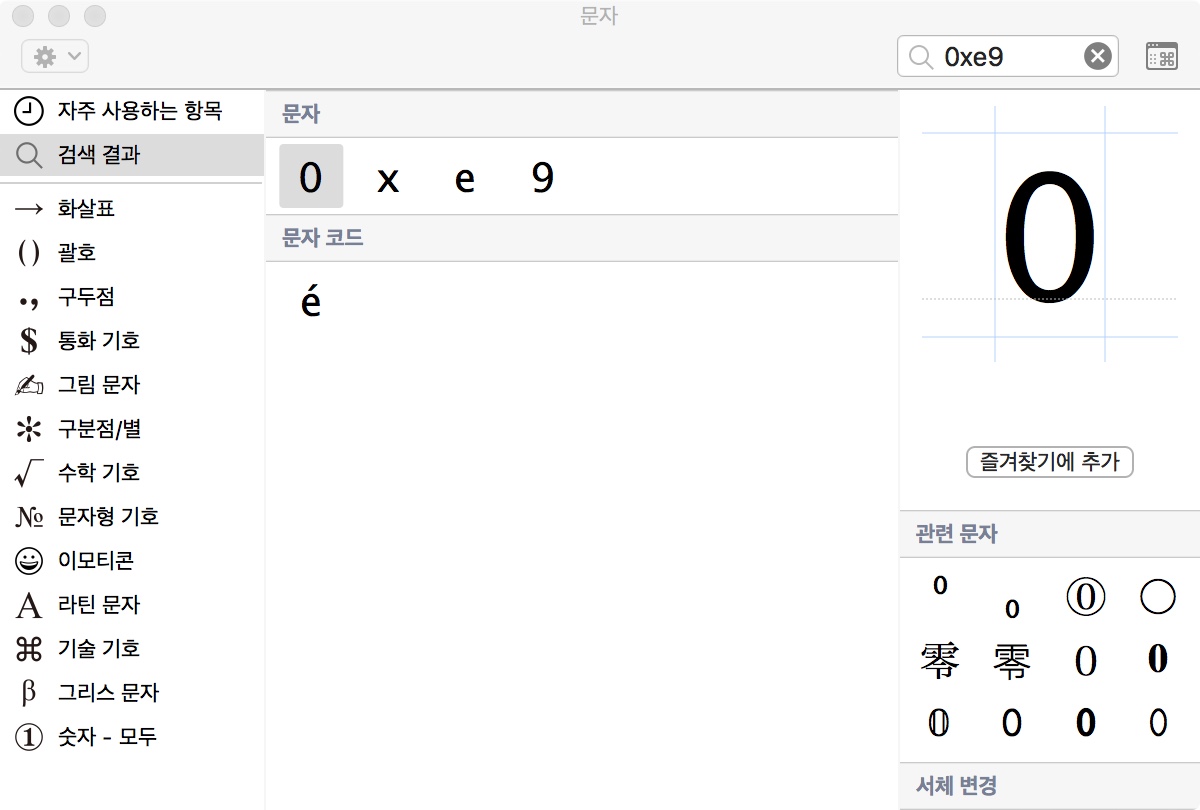 문자
0xe9
자주 사용하는 항목
검색 결과
→ 화살표
() 괄호
., 구두점
$ 통화 기호
✍ 그림 문자
✻ 구분점/별
√ 수학 기호
№ 문자형 기호
😀 이모티콘
A 라틴 문자
⌘ 기술 기호
β 그리스 문자
① 숫자 - 모두
문자
0 x e 9
문자 코드
é
0
즐겨찾기에 추가
관련 문자
⁰ ₀ ⓪ ○
零 零 0 𝟎
𝟘 𝟢 𝟬 𝟶
서체 변경